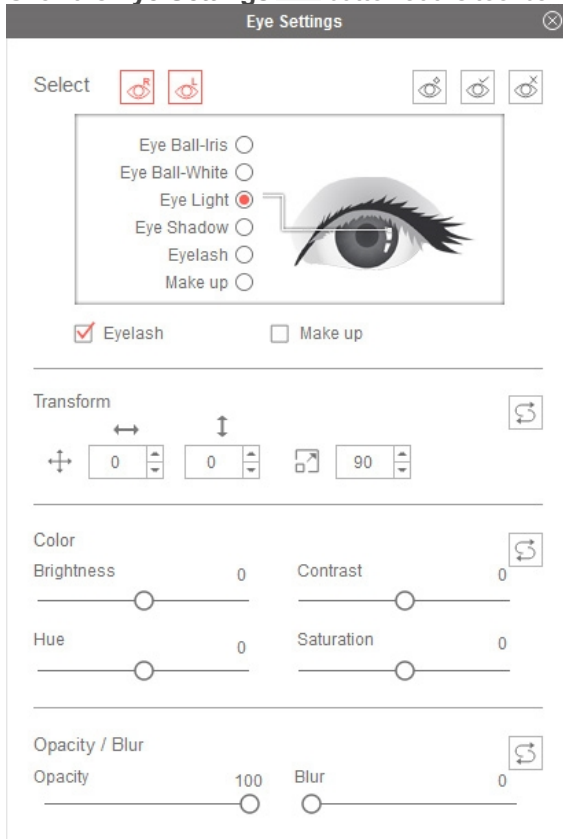 Eye Settings
Select R L
Eye Ball-Iris
Eye Ball-White
Eye Light
Eye Shadow
Eyelash
Make up
Eyelash Make up
Transform
0 0 90
Color
Brightness 0 Contrast 0
Hue 0 Saturation 0
Opacity / Blur
Opacity 100 Blur 0